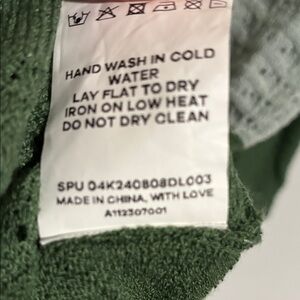 HAND WASH IN COLD
WATER
LAY FLAT TO DRY
IRON ON LOW HEAT
DO NOT DRY CLEAN
SPU 04K240808DL003
MADE IN CHINA, WITH LOVE
A112307001